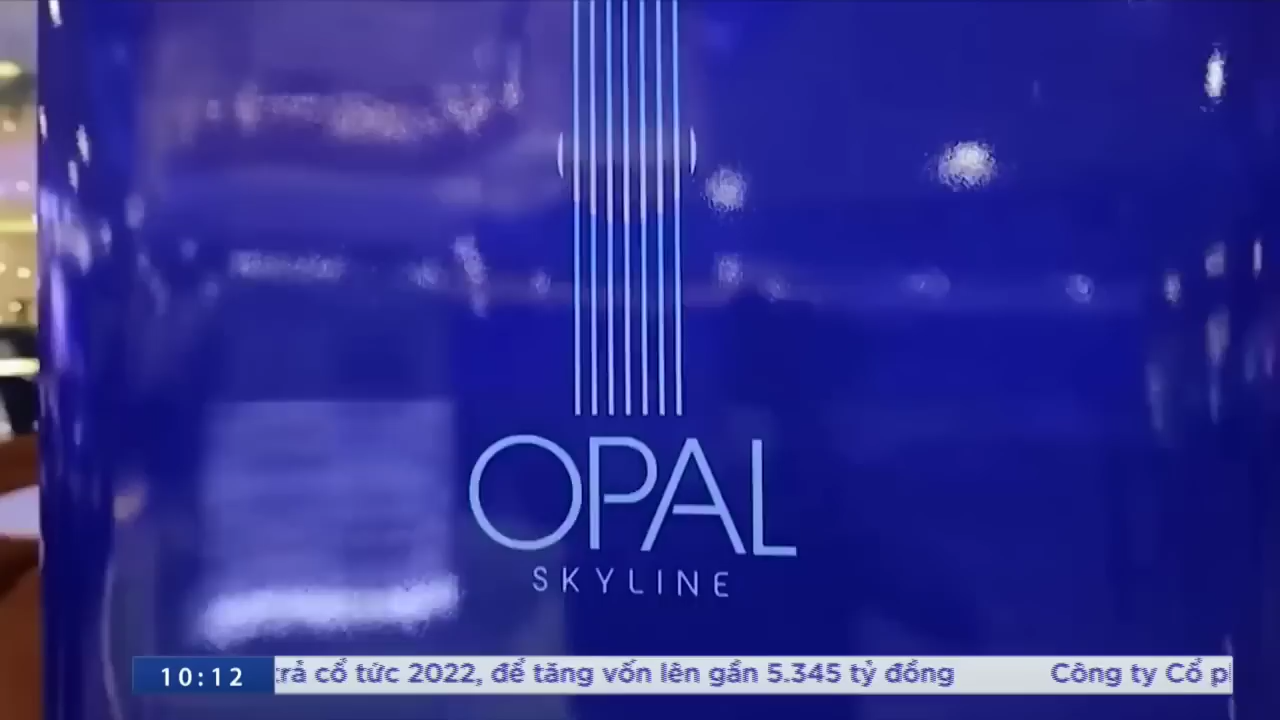 OPAL
SKYLINE
10:12 trả cổ tức 2022, để tăng vốn lên gần 5.345 tỷ đồng Công ty Cổ